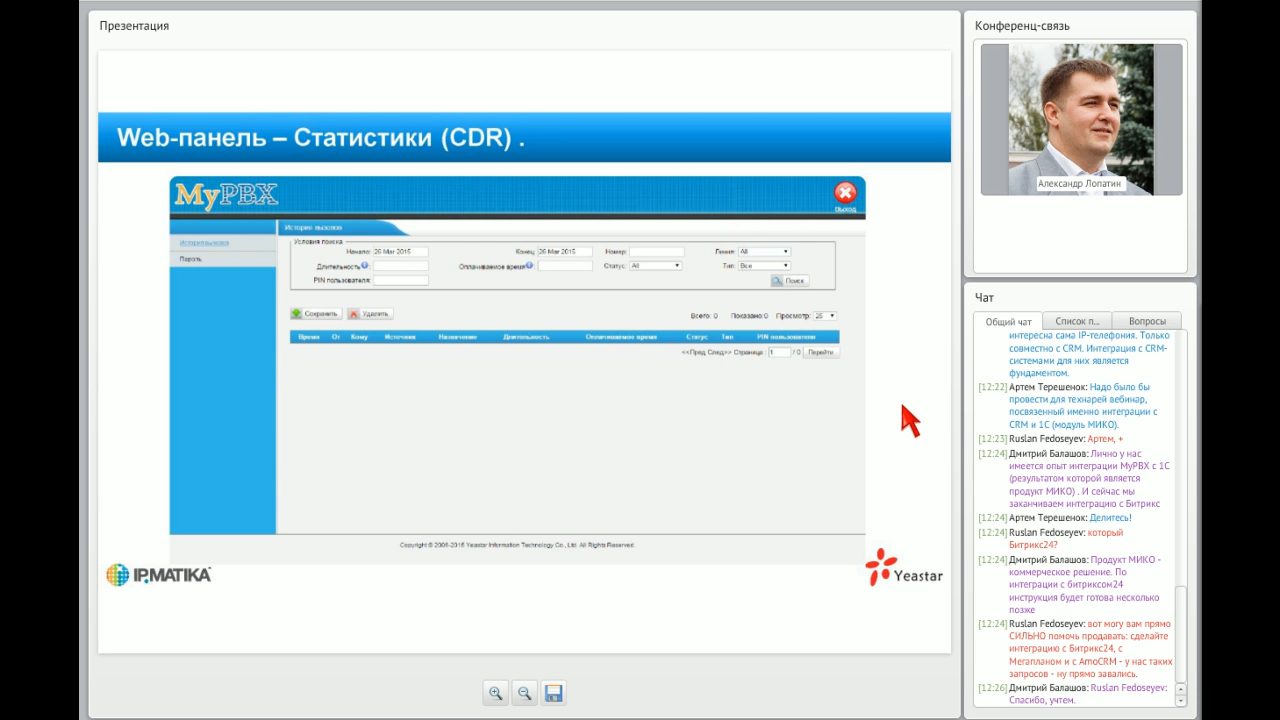 Презентация
Web-панель – Статистики (CDR) .
MyPBX
Выход
История вызовов
Пароль
История вызовов
Условия поиска
Начало: 26 Mar 2015
Конец: 26 Mar 2015
Номер:
Линия: All
Длительность:
Оплачиваемое время:
Статус: All
Тип: Все
PIN пользователя:
Поиск
Сохранить
Удалить
Всего: 0 Показано: 0 Просмотр: 25
Время От Кому Источник Назначение Длительность Оплачиваемое время Статус Тип PIN пользователя
<<Пред. След>> Страница: 1 / 0 Перейти
Copyright © 2006-2015 Yeastar Information Technology Co., Ltd. All Rights Reserved.
IPMATIKA
Yeastar
Конференц-связь
Александр Лопатин
Чат
Общий чат
Список п...
Вопросы
интересна сама IP-телефония. Только
совместно с CRM. Интеграция с CRM-
системами для них является
фундаментом.
[12:22] Артем Терешенок: Надо было бы
провести для технарей вебинар,
посвязенный именно интеграции с
CRM и 1С (модуль МИКО).
[12:23] Ruslan Fedoseyev: Артем, +
[12:24] Дмитрий Балашов: Лично у нас
имеется опыт интеграции MyPBX с 1С
(результатом которой является
продукт МИКО) . И сейчас мы
заканчиваем интеграцию с Битрикс
[12:24] Артем Терешенок: Делитесь!
[12:24] Ruslan Fedoseyev: который
Битрикс24?
[12:24] Дмитрий Балашов: Продукт МИКО -
коммерческое решение. По
интеграции с битриксом24
инструкция будет готова несколько
позже
[12:24] Ruslan Fedoseyev: вот могу вам прямо
СИЛЬНО помочь продавать: сделайте
интеграцию с Битрикс24, с
Мегапланом и с AmoCRM - у нас таких
запросов - ну прямо завались.
[12:26] Дмитрий Балашов: Ruslan Fedoseyev:
Спасибо, учтем.